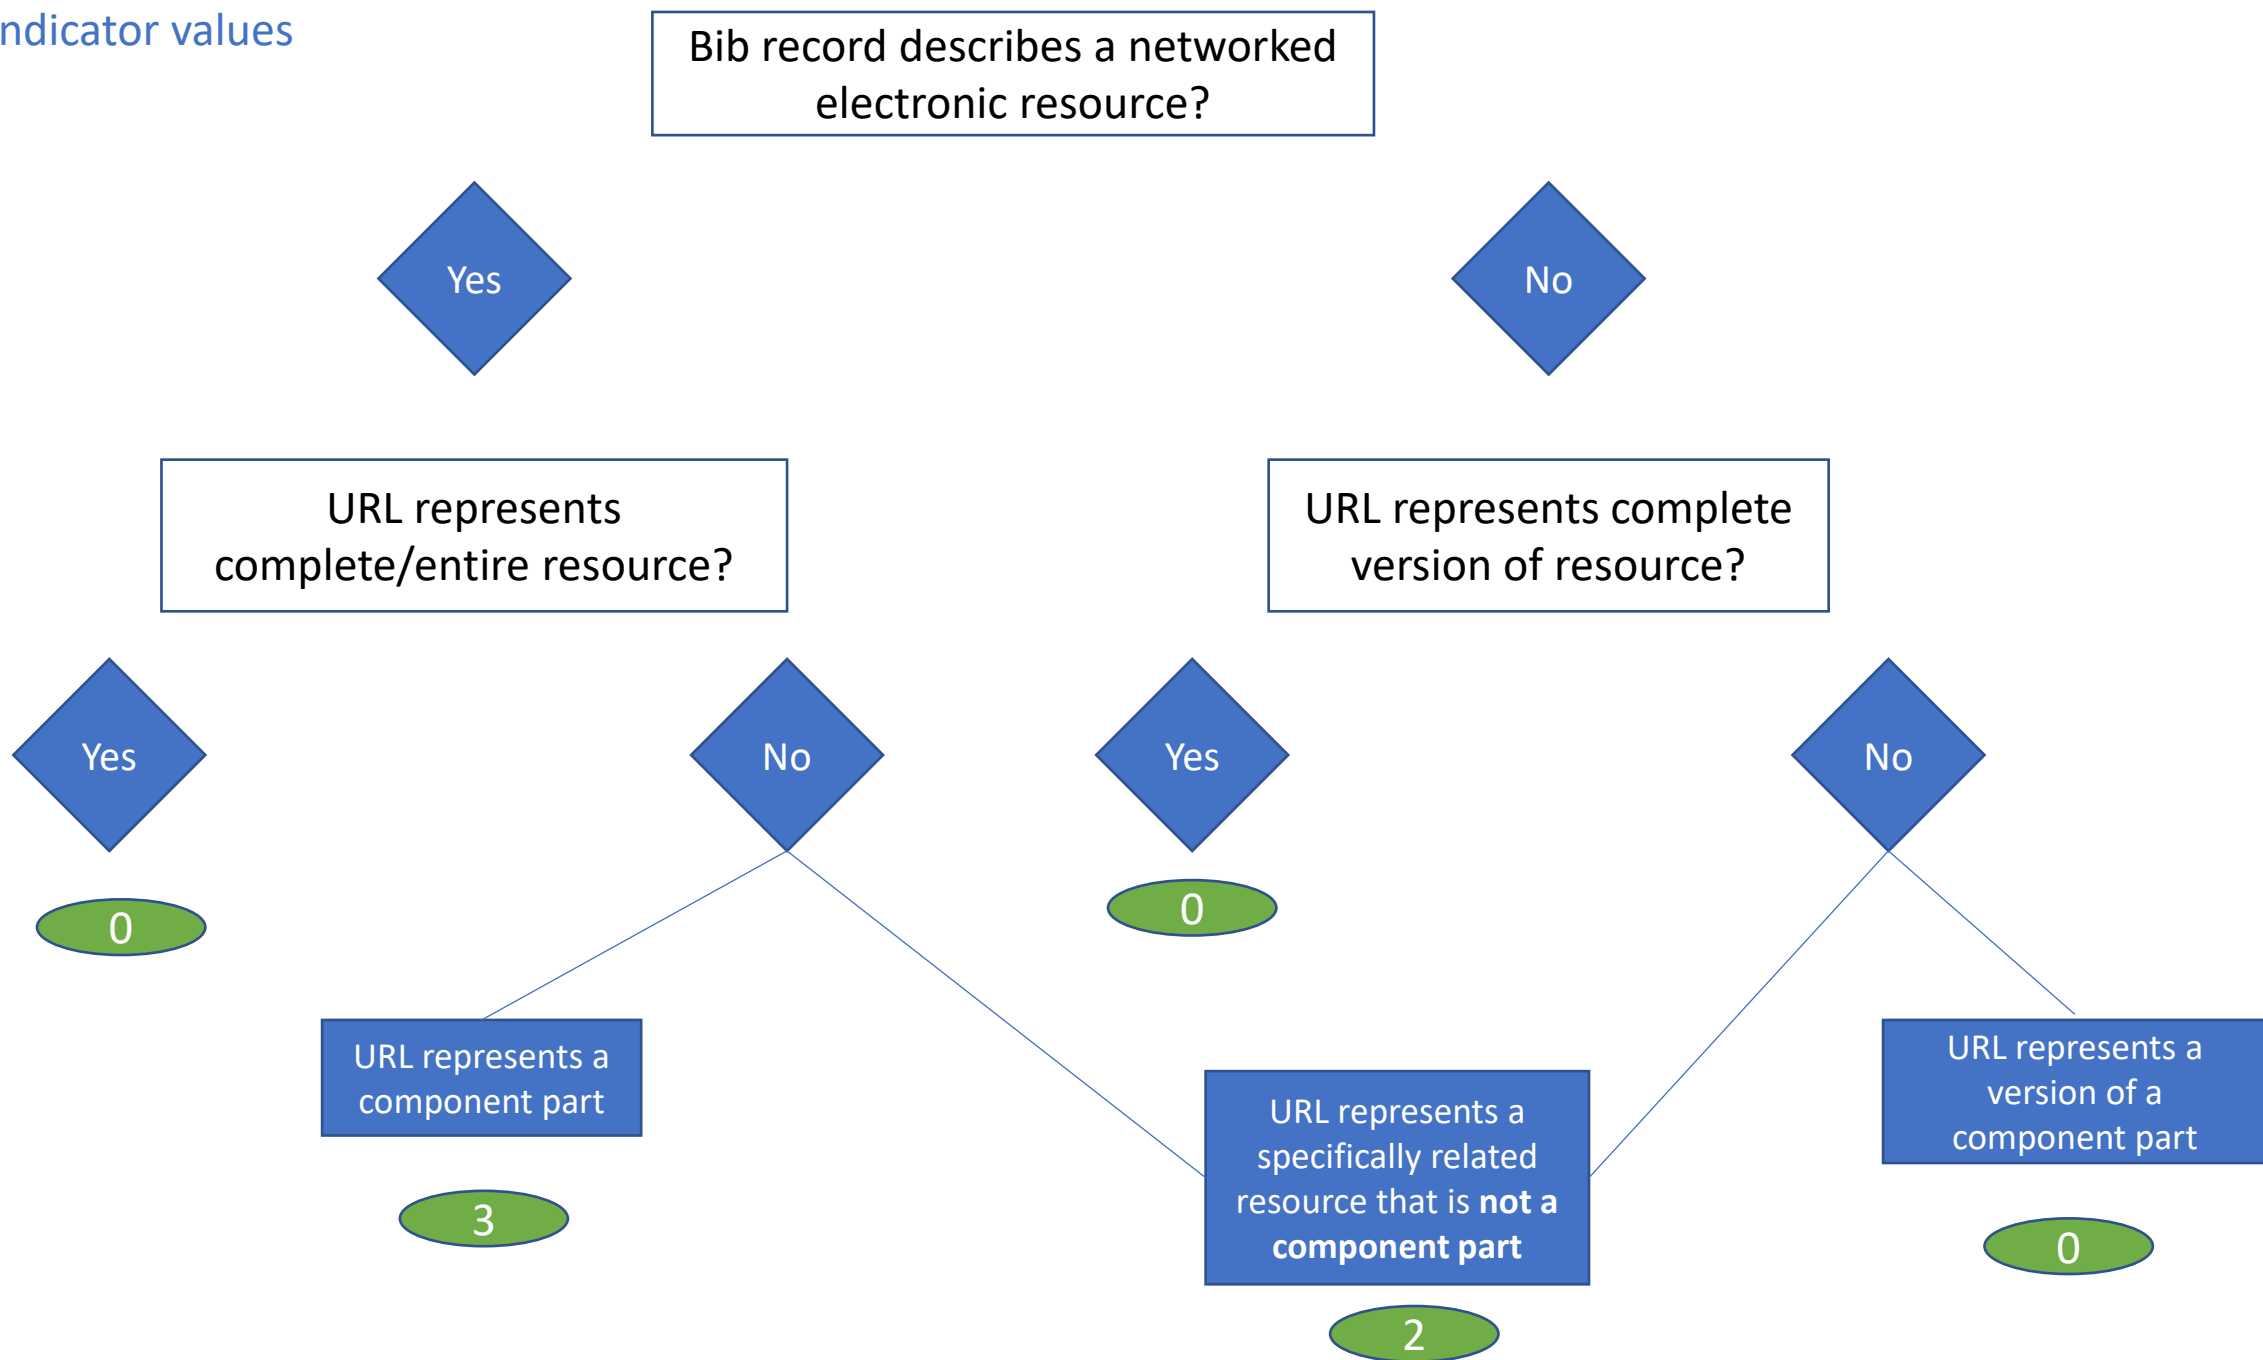 ndicator values
Bib record describes a networked
electronic resource?
Yes
No
URL represents
complete/entire resource?
URL represents complete
version of resource?
Yes
No
Yes
No
0
0
URL represents a
component part
URL represents a
specifically related
resource that is not a
component part
URL represents a
version of a
component part
3
0
2